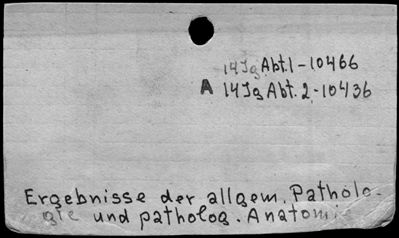 14Jg Abt.1-10466
A 14Jg Abt. 2,-10436
Ergebnisse der allgem. Patholo-
gie und patholog. Anatomie